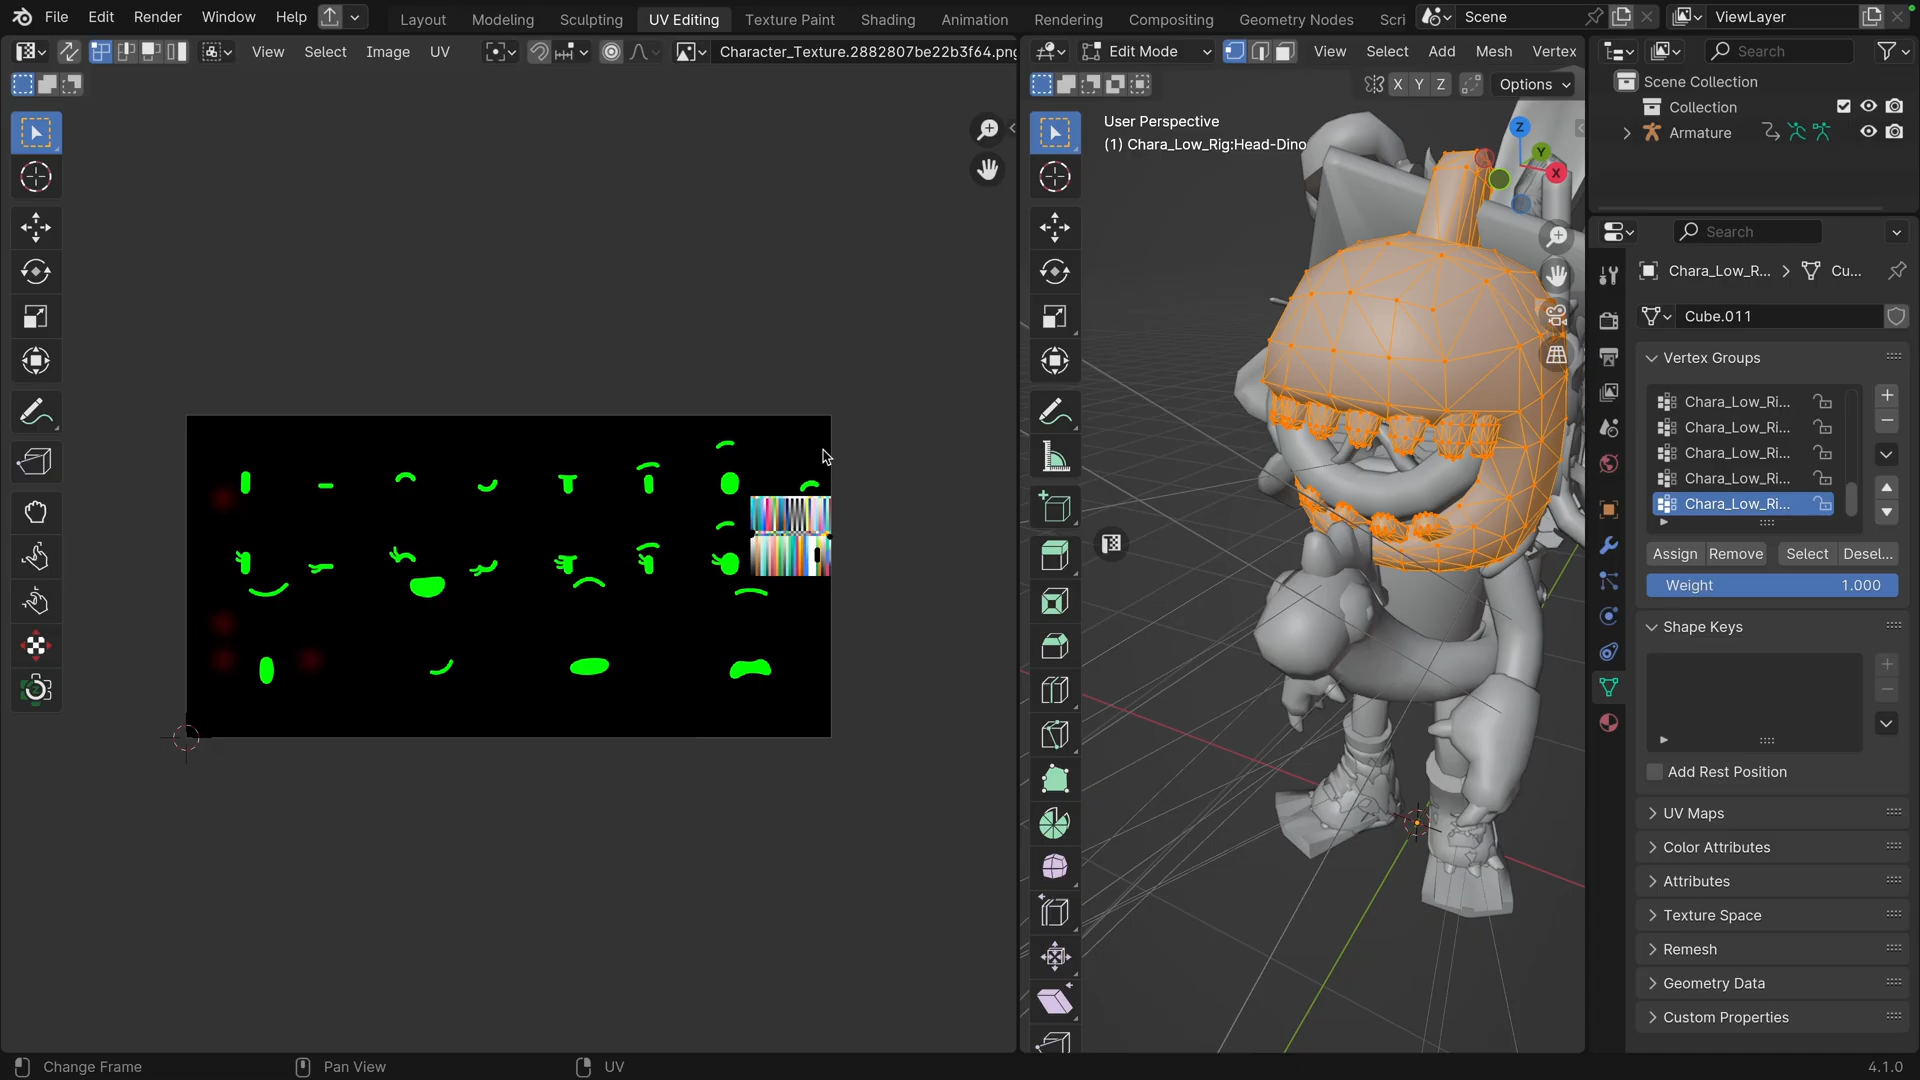 File Edit Render Window Help Layout Modeling Sculpting UV Editing Texture Paint Shading Animation Rendering Compositing Geometry Nodes Scri Scene ViewLayer
View Select Image UV Character_Texture.2882807be22b3f64.png
Edit Mode View Select Add Mesh Vertex
Search
X Y Z Options
User Perspective
(1) Chara_Low_Rig:Head-Dino
Z
Y
X
Scene Collection
Collection
Armature
Search
Chara_Low_R... Cu...
Cube.011
Vertex Groups
Chara_Low_Ri...
Chara_Low_Ri...
Chara_Low_Ri...
Chara_Low_Ri...
Chara_Low_Ri...
Assign Remove Select Desel...
Weight 1.000
Shape Keys
Add Rest Position
UV Maps
Color Attributes
Attributes
Texture Space
Remesh
Geometry Data
Custom Properties
Change Frame Pan View UV 4.1.0